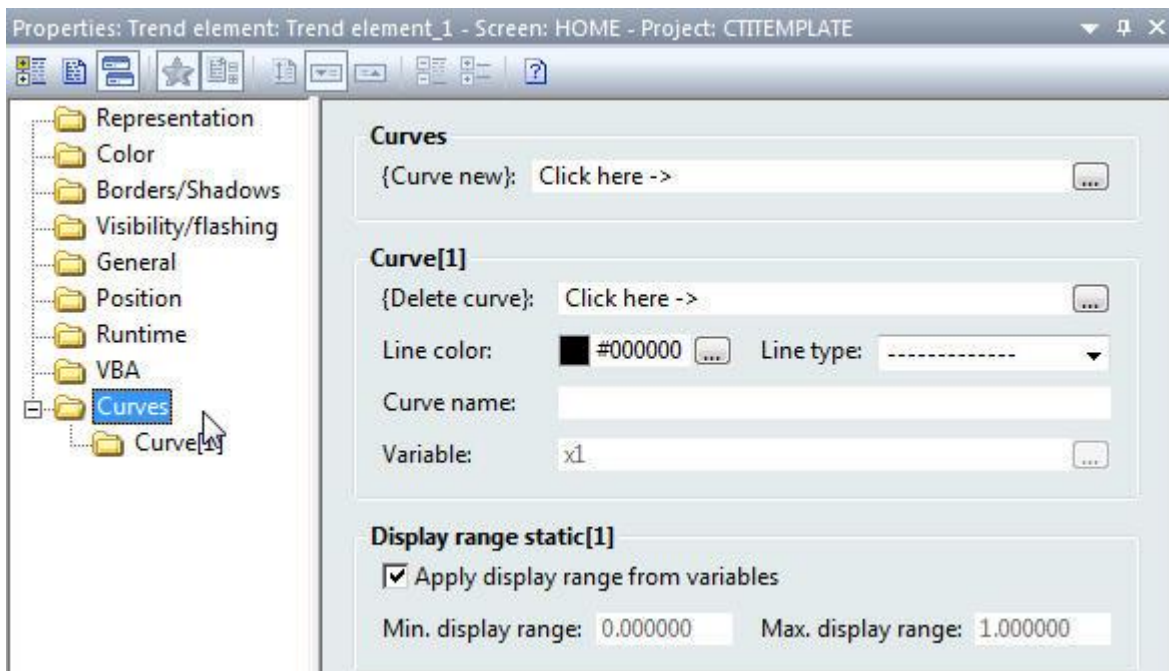 Properties: Trend element: Trend element_1 - Screen: HOME - Project: CTITEMPLATE
Representation
Color
Borders/Shadows
Visibility/flashing
General
Position
Runtime
VBA
Curves
Curve[1]
Curves
{Curve new}: Click here -> ...
Curve[1]
{Delete curve}: Click here -> ...
Line color: #000000 ... Line type: -------------
Curve name:
Variable: x1 ...
Display range static[1]
Apply display range from variables
Min. display range: 0.000000 Max. display range: 1.000000